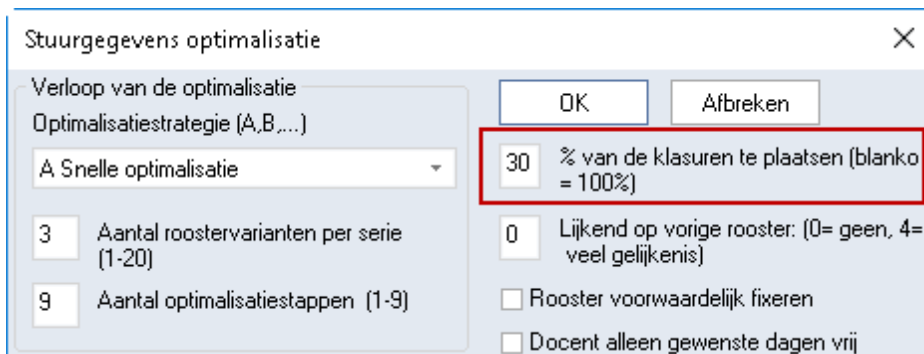 Stuurgegevens optimalisatie
Verloop van de optimalisatie
Optimalisatiestrategie (A,B,...)
A Snelle optimalisatie
3 Aantal roostervarianten per serie
(1-20)
9 Aantal optimalisatiestappen (1-9)
OK Afbreken
30 % van de klasuren te plaatsen (blanko
= 100%)
0 Lijkend op vorige rooster: (0= geen, 4=
veel gelijkenis)
Rooster voorwaardelijk fixeren
Docent alleen gewenste dagen vrij